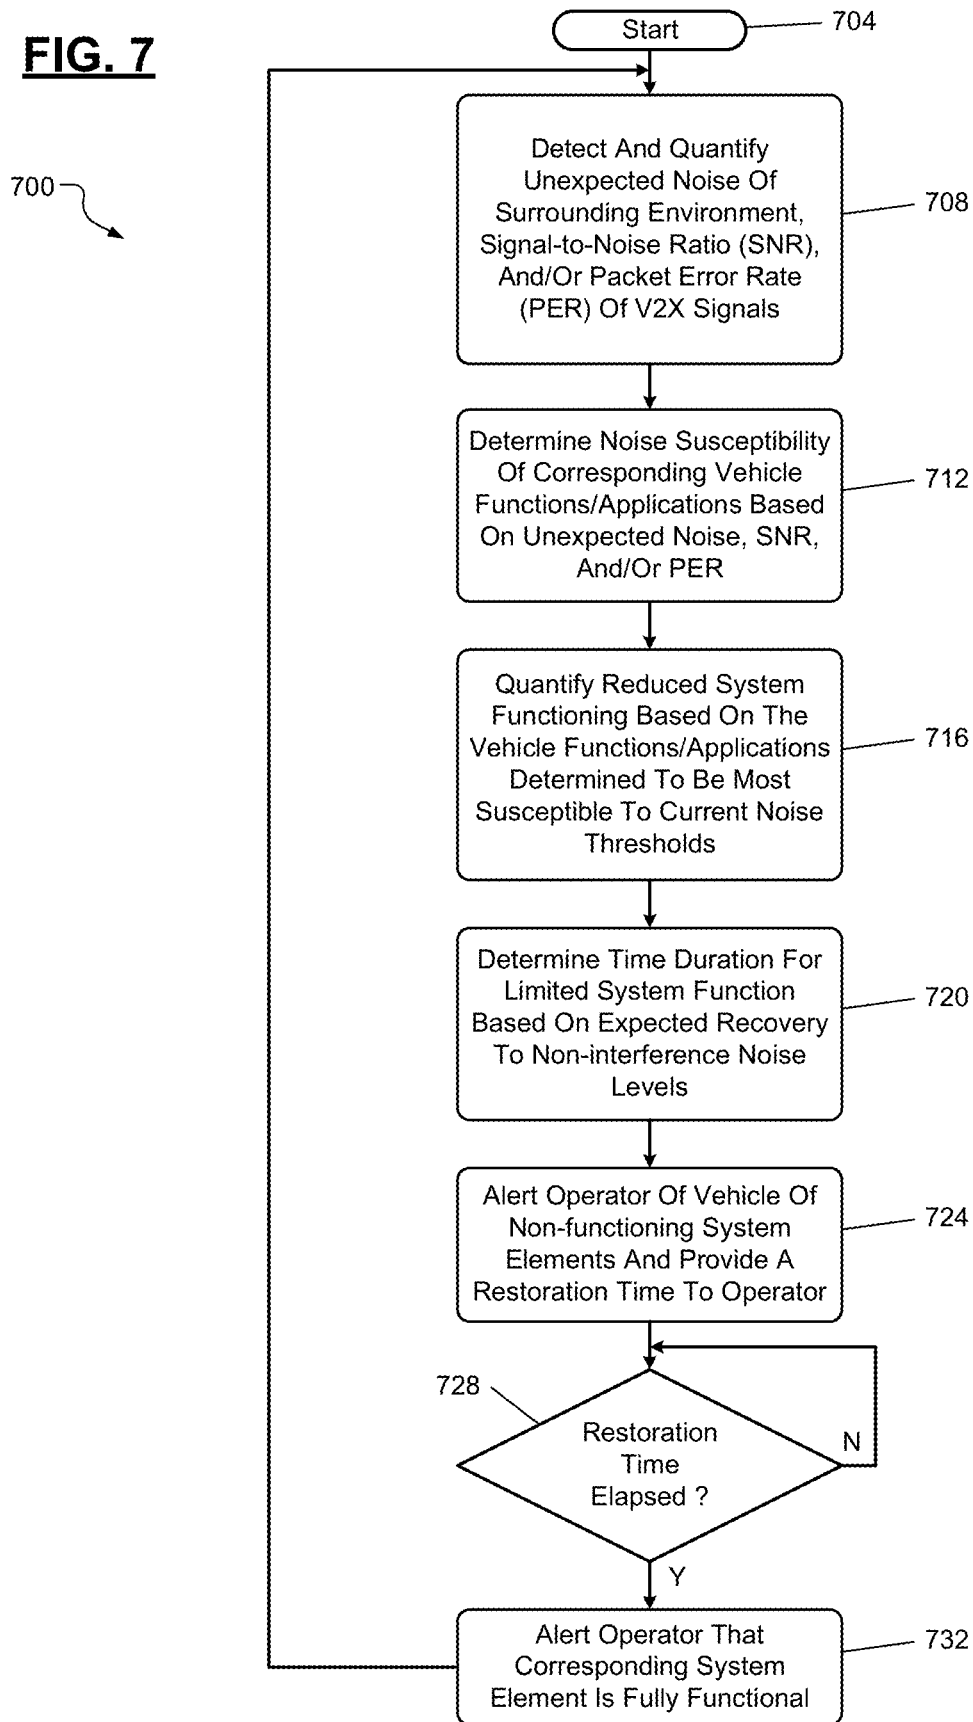 FIG. 7
Start
704
700
Detect And Quantify
Unexpected Noise Of
Surrounding Environment,
Signal-to-Noise Ratio (SNR),
And/Or Packet Error Rate
(PER) Of V2X Signals
708
Determine Noise Susceptibility
Of Corresponding Vehicle
Functions/Applications Based
On Unexpected Noise, SNR,
And/Or PER
712
Quantify Reduced System
Functioning Based On The
Vehicle Functions/Applications
Determined To Be Most
Susceptible To Current Noise
Thresholds
716
Determine Time Duration For
Limited System Function
Based On Expected Recovery
To Non-interference Noise
Levels
720
Alert Operator Of Vehicle Of
Non-functioning System
Elements And Provide A
Restoration Time To Operator
724
728
Restoration
Time
Elapsed ?
N
Y
Alert Operator That
Corresponding System
Element Is Fully Functional
732